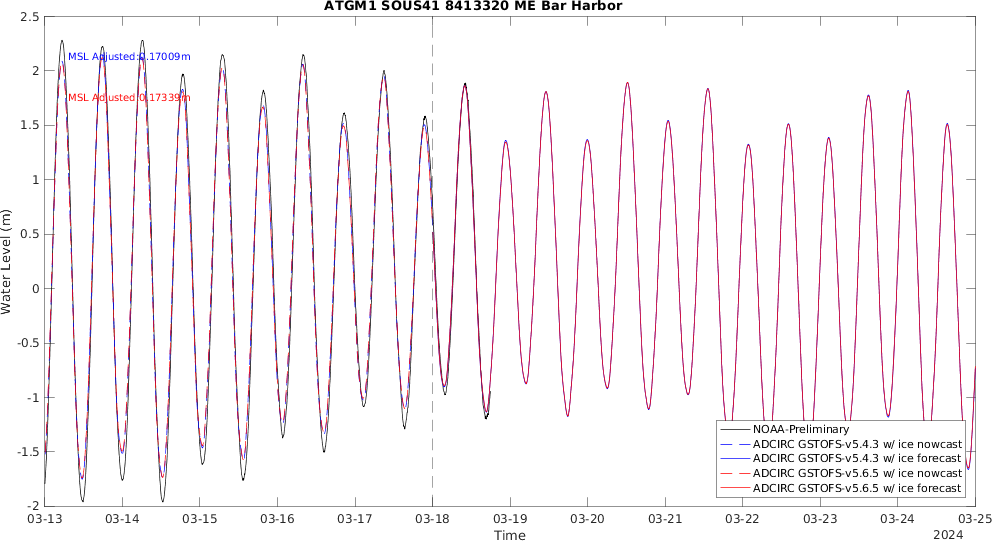 ATGM1 SOUS41 8413320 ME Bar Harbor
2.5
2
1.5
1
0.5
0
-0.5
-1
-1.5
-2
Water Level (m)
MSL Adjusted:0.17009m
MSL Adjusted:0.17339m
NOAA-Preliminary
ADCIRC GSTOFS-v5.4.3 w/ ice nowcast
ADCIRC GSTOFS-v5.4.3 w/ ice forecast
ADCIRC GSTOFS-v5.6.5 w/ ice nowcast
ADCIRC GSTOFS-v5.6.5 w/ ice forecast
03-13 03-14 03-15 03-16 03-17 03-18 03-19 03-20 03-21 03-22 03-23 03-24 03-25
Time
2024